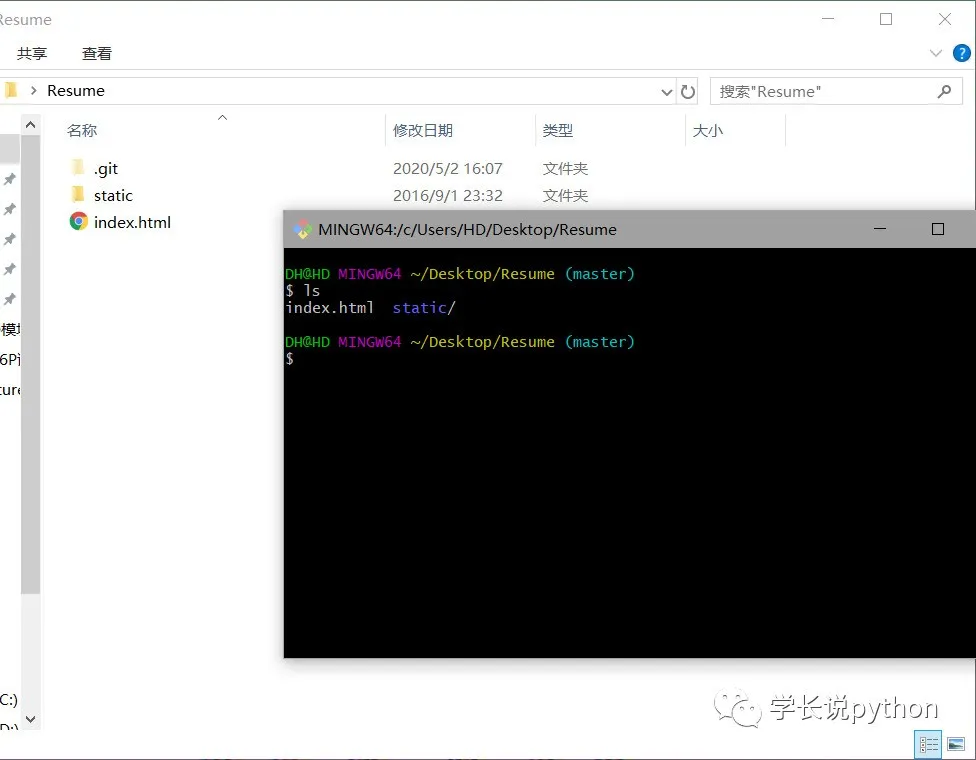 Resume
共享 查看
?
Resume 搜索"Resume"
名称 修改日期 类型 大小
.git 2020/5/2 16:07 文件夹
static 2016/9/1 23:32 文件夹
index.html
MINGW64:/c/Users/HD/Desktop/Resume
DH@HD MINGW64 ~/Desktop/Resume (master)
$ ls
index.html static/
DH@HD MINGW64 ~/Desktop/Resume (master)
$
C:)
D:)
学长说python